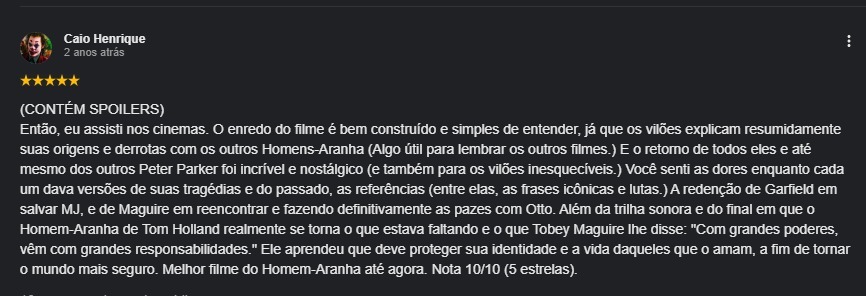 Caio Henrique
2 anos atrás
(CONTÉM SPOILERS)
Então, eu assisti nos cinemas. O enredo do filme é bem construído e simples de entender, já que os vilões explicam resumidamente
suas origens e derrotas com os outros Homens-Aranha (Algo útil para lembrar os outros filmes.) E o retorno de todos eles e até
mesmo dos outros Peter Parker foi incrível e nostálgico (e também para os vilões inesquecíveis.) Você senti as dores enquanto cada
um dava versões de suas tragédias e do passado, as referências (entre elas, as frases icônicas e lutas.) A redenção de Garfield em
salvar MJ, e de Maguire em reencontrar e fazendo definitivamente as pazes com Otto. Além da trilha sonora e do final em que o
Homem-Aranha de Tom Holland realmente se torna o que estava faltando e o que Tobey Maguire lhe disse: "Com grandes poderes,
vêm com grandes responsabilidades." Ele aprendeu que deve proteger sua identidade e a vida daqueles que o amam, a fim de tornar
o mundo mais seguro. Melhor filme do Homem-Aranha até agora. Nota 10/10 (5 estrelas).